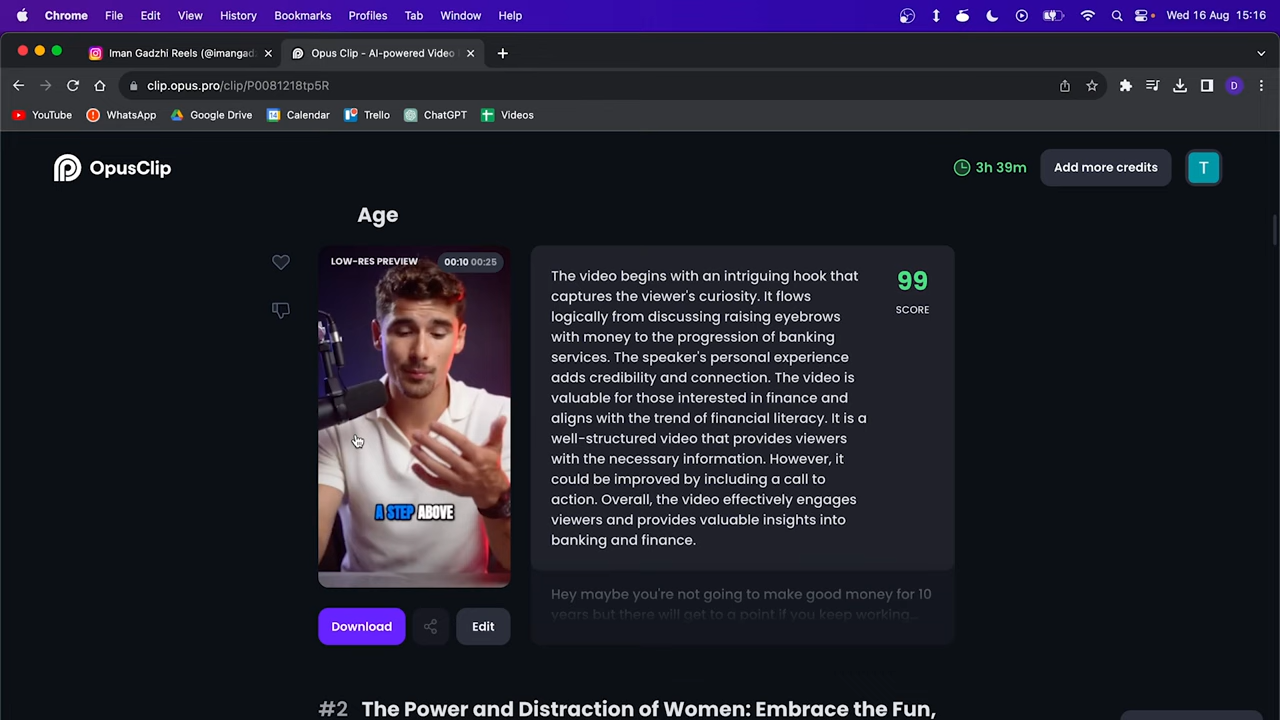 Chrome File Edit View History Bookmarks Profiles Tab Window Help Wed 16 Aug 15:16
Iman Gadzhi Reels (@imangad Opus Clip - AI-powered Video
clip.opus.pro/clip/P0081218tp5R D
YouTube WhatsApp Google Drive Calendar Trello ChatGPT Videos
OpusClip 3h 39m Add more credits T
Age
LOW-RES PREVIEW 00:10 00:25
A STEP ABOVE
The video begins with an intriguing hook that
captures the viewer's curiosity. It flows
logically from discussing raising eyebrows
with money to the progression of banking
services. The speaker's personal experience
adds credibility and connection. The video is
valuable for those interested in finance and
aligns with the trend of financial literacy. It is a
well-structured video that provides viewers
with the necessary information. However, it
could be improved by including a call to
action. Overall, the video effectively engages
viewers and provides valuable insights into
banking and finance.
99
SCORE
Hey maybe you're not going to make good money for 10
years but there will get to a point if you keep working...
Download Edit
#2 The Power and Distraction of Women: Embrace the Fun,